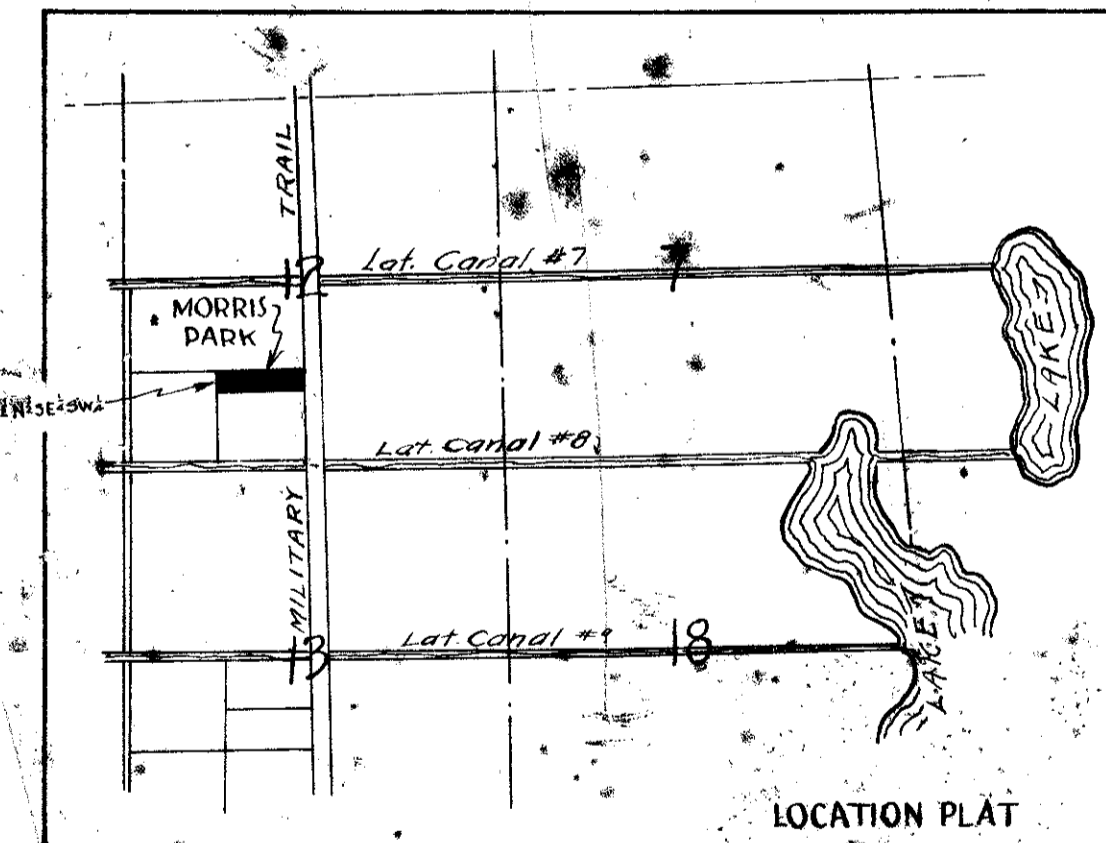 TRAIL
Lat. Canal #7
12
7
MORRIS
PARK
LAKE
N½SE¼SW¼
Lat. Canal #8
MILITARY
Lat. Canal #9
13
18
LAKE
LOCATION PLAT